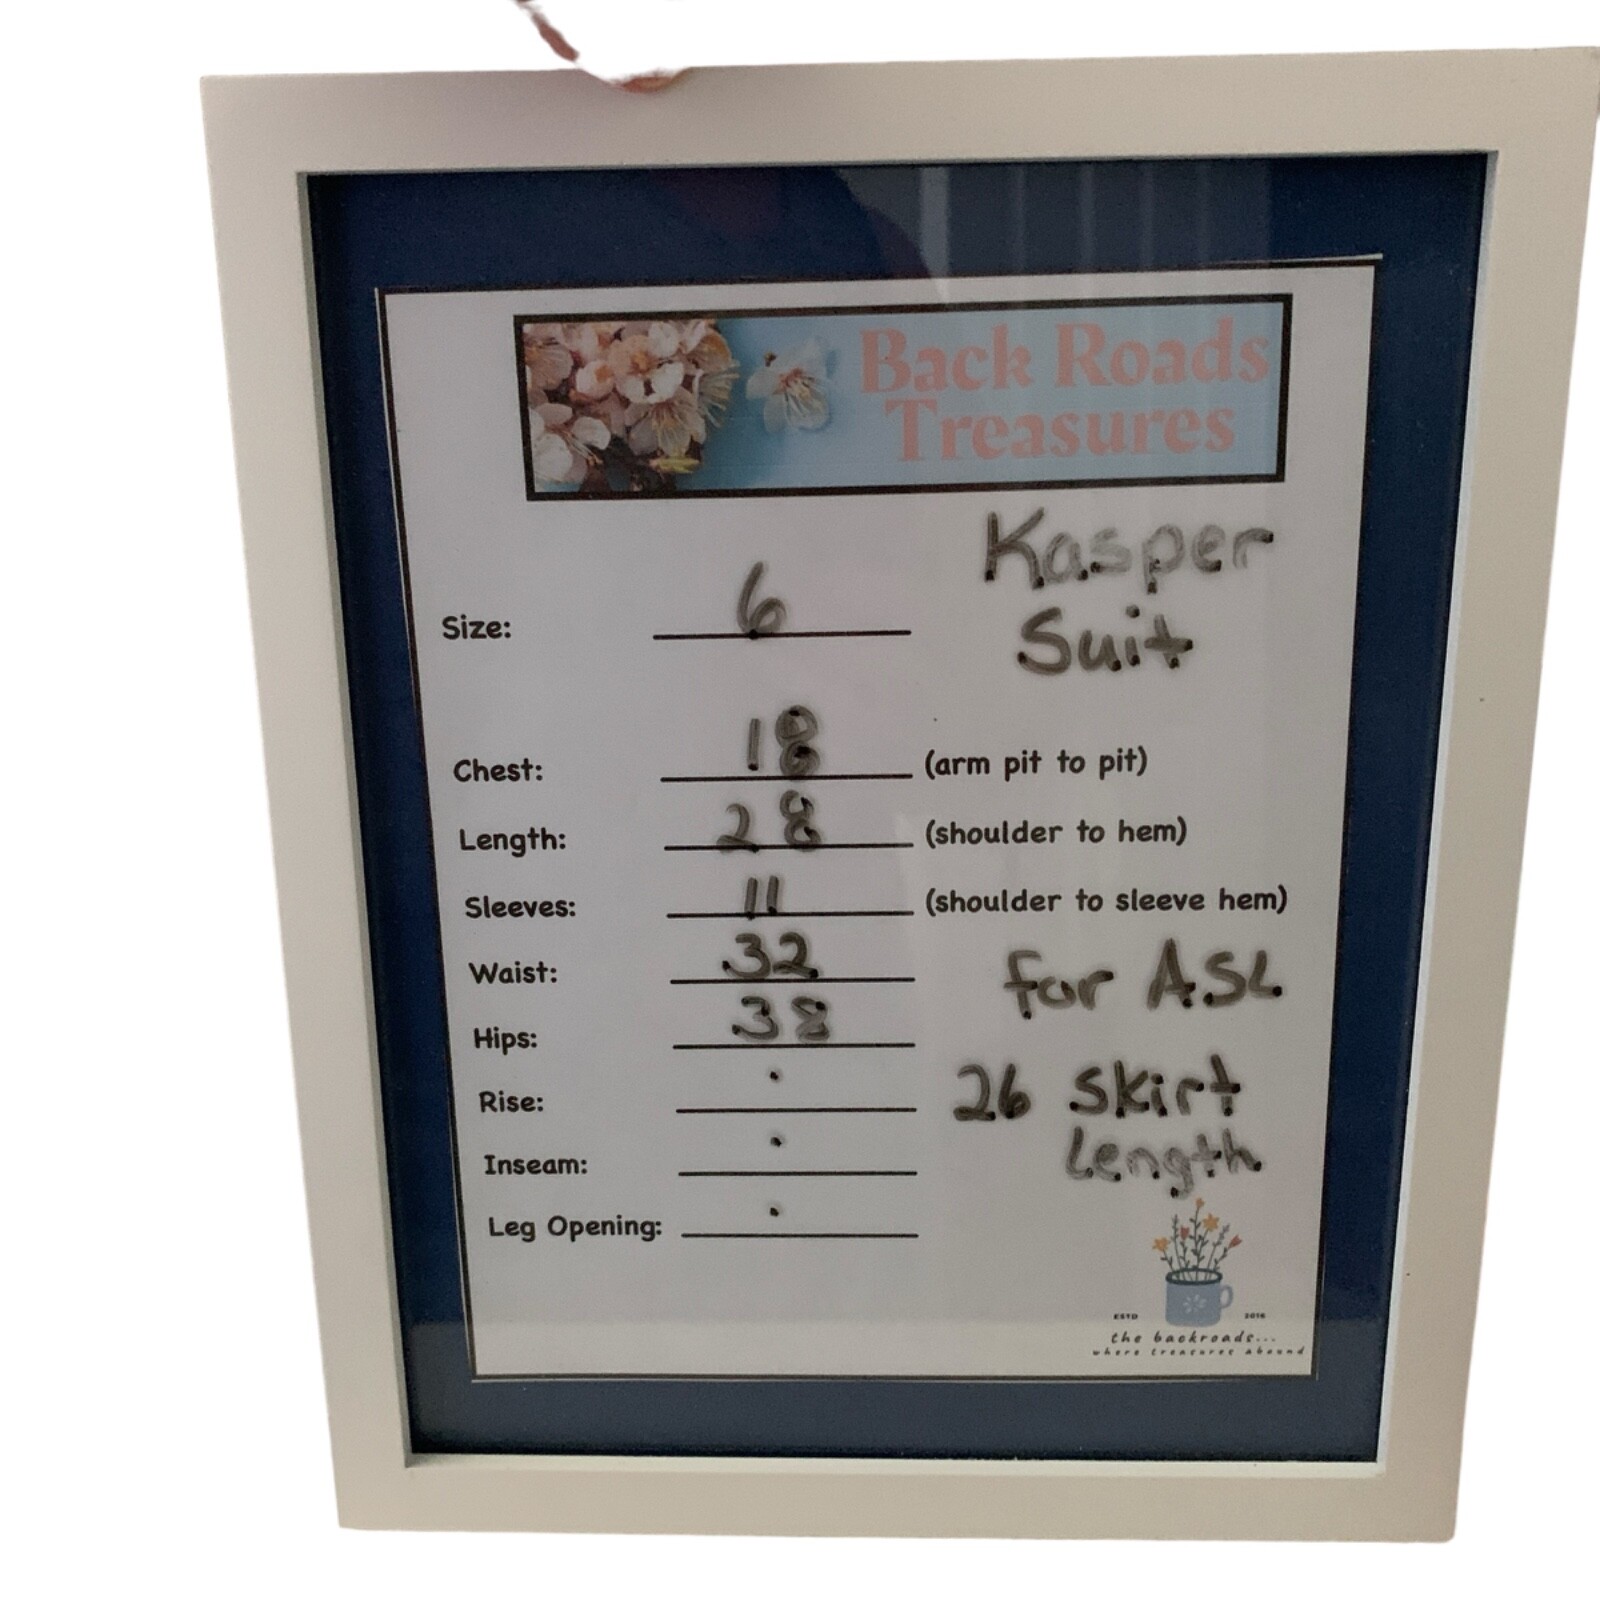 Back Roads
Treasures
Kasper
Suit
Size: 6
Chest: 18 (arm pit to pit)
Length: 28 (shoulder to hem)
Sleeves: 11 (shoulder to sleeve hem)
Waist: 32
for ASL
Hips: 38
Rise:
26 skirt
Length
Inseam:
Leg Opening:
ESTD 2016
the backroads...
where treasures abound